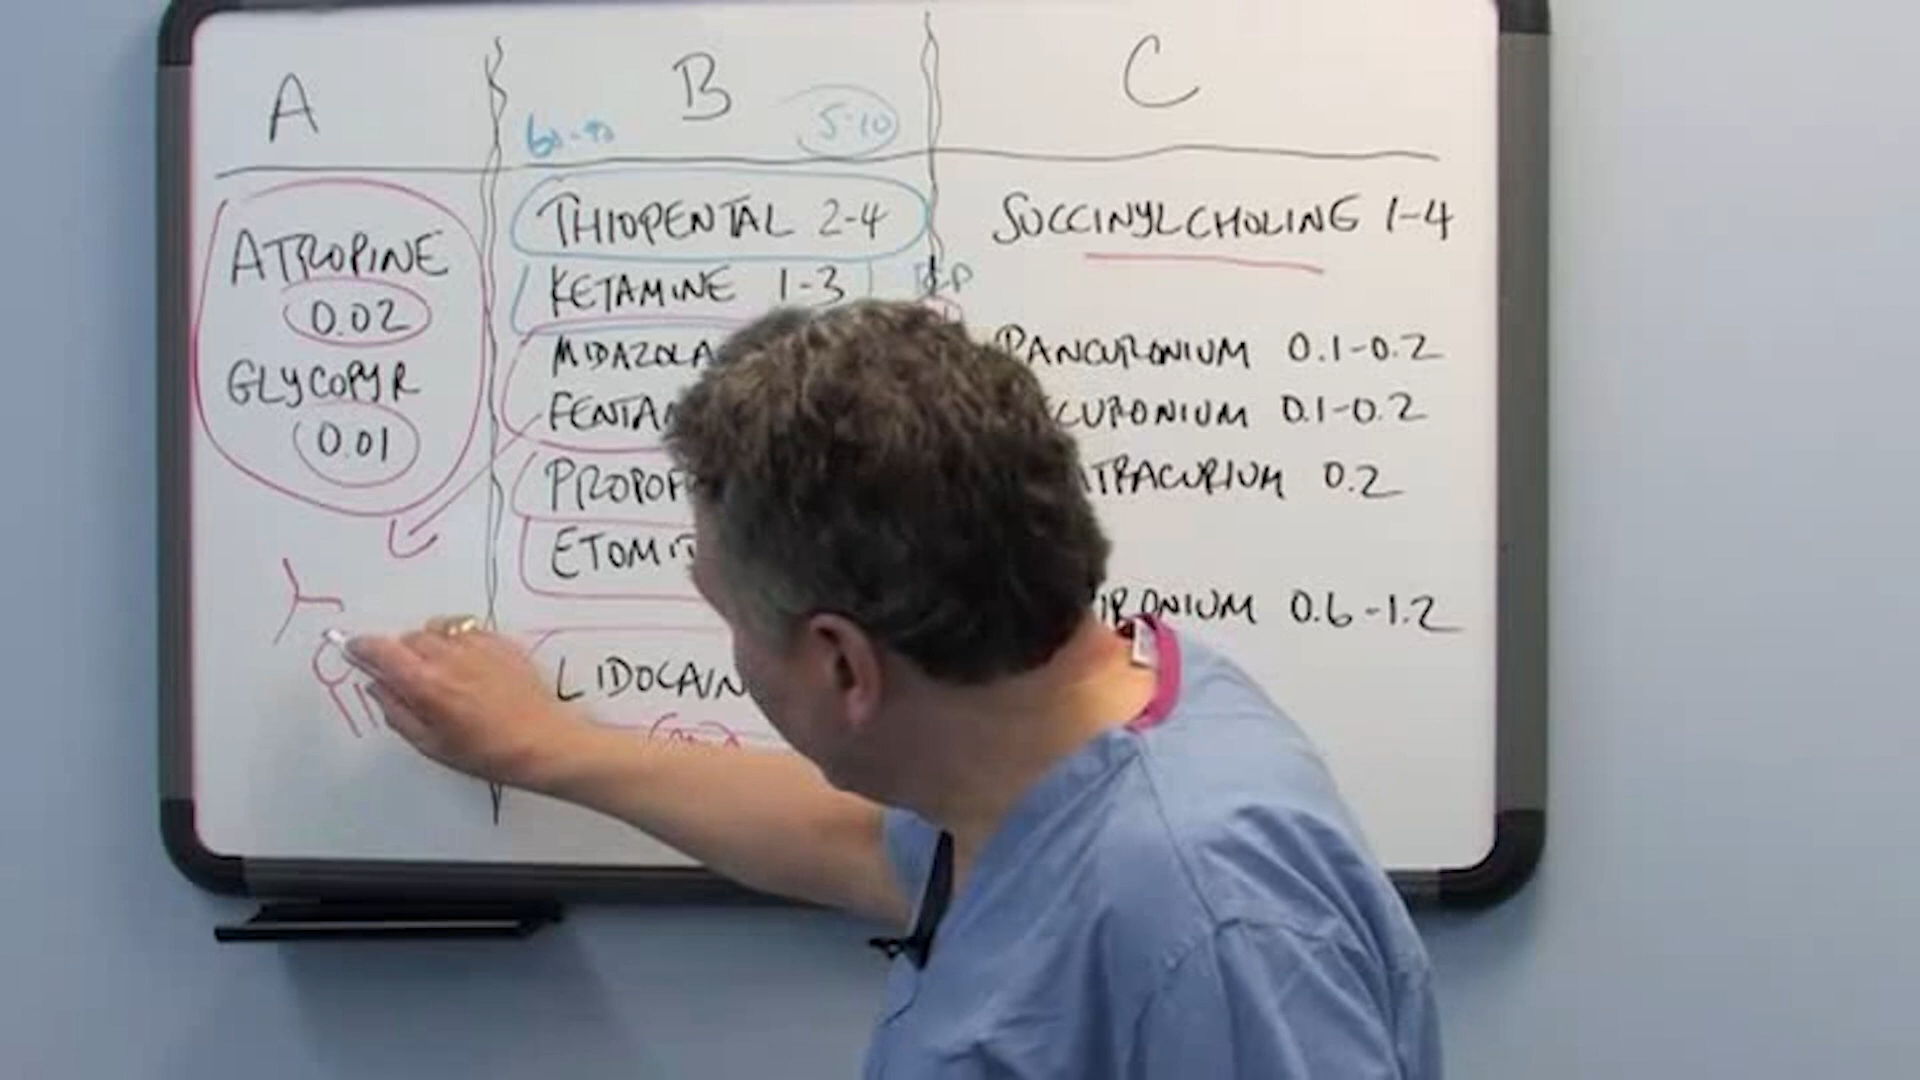 A
B
C
60-90
5-10
ATROPINE
0.02
GLYCOPYR
0.01
THIOPENTAL 2-4
KETAMINE 1-3
MIDAZOLA
FENTA
PROPOF
ETOMI
LIDOCAIN
SUCCINYLCHOLINE 1-4
PANCURONIUM 0.1-0.2
CURONIUM 0.1-0.2
TRACURIUM 0.2
RONIUM 0.6-1.2